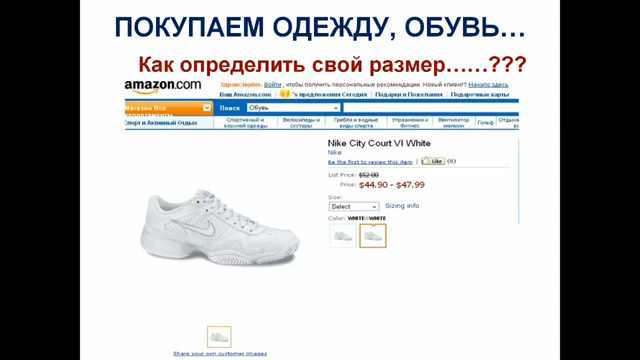 ПОКУПАЕМ ОДЕЖДУ, ОБУВЬ…
Как определить свой размер……???
amazon.com
Здравствуйте. Войти, чтобы получить персональные рекомендации. Новый клиент? Начало здесь.
Ваш Amazon.com 's предложения Сегодня Подарки и Пожелания Подарочные карты
Магазин Все департаменты
Поиск Обувь
Спорт и Активный Отдых Спортивный и верхней одежды Велосипеды и скутеры Гребля и водные виды спорта Упражнения и Фитнес Вентилятор магазин Гольф
Nike City Court VI White
Nike
Be the first to review this item Like (0)
List Price: $52.00
Price: $44.90 - $47.99
Size:
Select Sizing info
Color: WHITE/WHITE
Share your own customer images